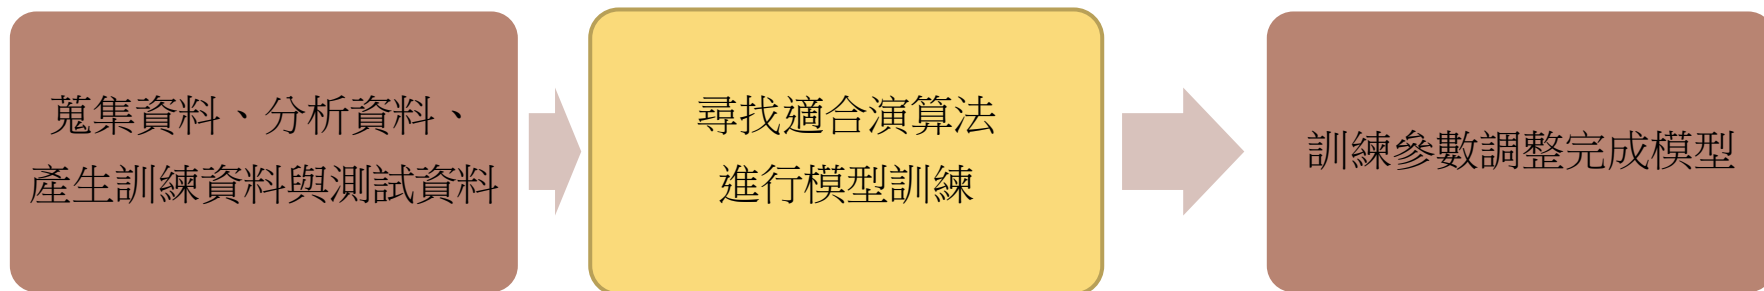 蒐集資料、分析資料、
產生訓練資料與測試資料
尋找適合演算法
進行模型訓練
訓練參數調整完成模型